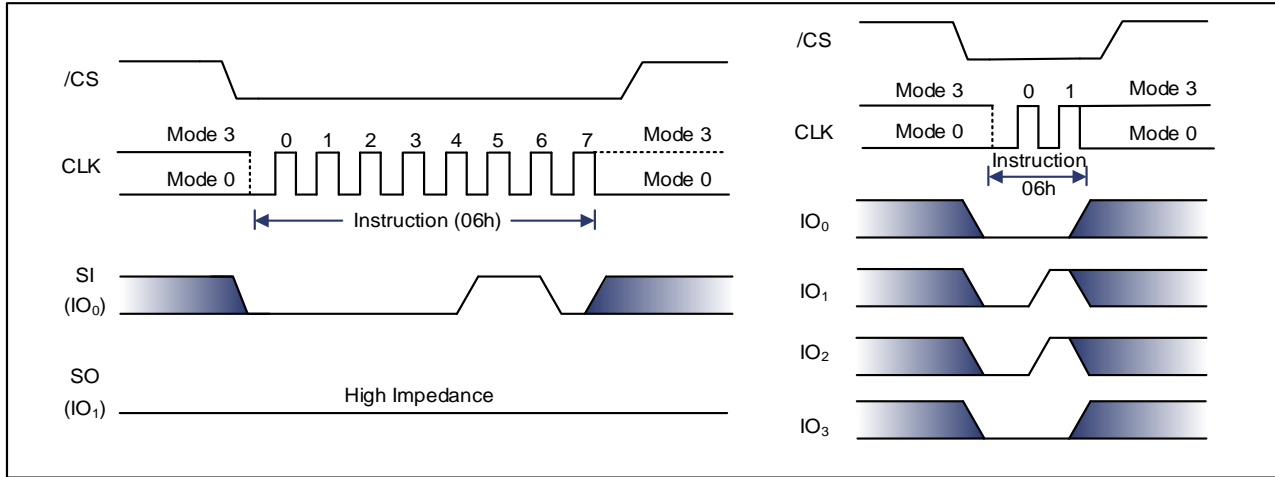 /CS
Mode 3 0 1 2 3 4 5 6 7 Mode 3
CLK
Mode 0 Mode 0
Instruction (06h)
SI
(IO0)
SO
(IO1)
High Impedance
/CS
Mode 3 0 1 Mode 3
CLK
Mode 0 Mode 0
Instruction
06h
IO0
IO1
IO2
IO3